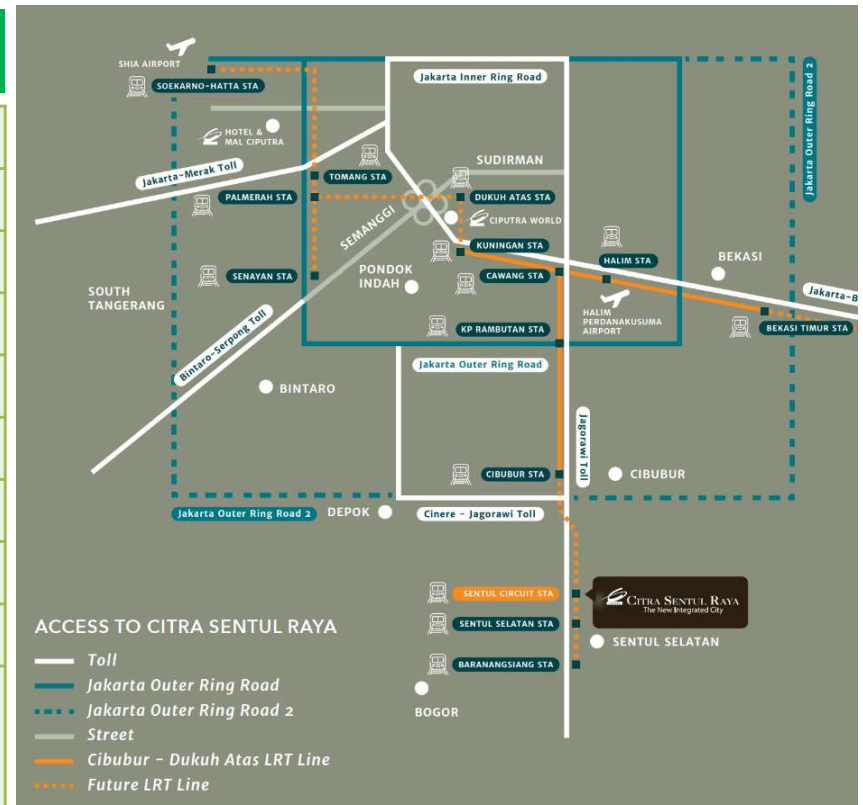 SHIA AIRPORT
SOEKARNO-HATTA STA
Jakarta Inner Ring Road
Jakarta Outer Ring Road 2
HOTEL &
MAL CIPUTRA
Jakarta-Merak Toll
TOMANG STA
PALMERAH STA
SUDIRMAN
DUKUH ATAS STA
CIPUTRA WORLD
SEMANGGI
KUNINGAN STA
HALIM STA
BEKASI
SENAYAN STA
PONDOK
INDAH
CAWANG STA
SOUTH
TANGERANG
HALIM
PERDANAKUSUMA
AIRPORT
Jakarta-B
BEKASI TIMUR STA
KP RAMBUTAN STA
Bintaro-Serpong Toll
Jakarta Outer Ring Road
BINTARO
Jagorawi Toll
CIBUBUR STA
CIBUBUR
Jakarta Outer Ring Road 2
DEPOK
Cinere - Jagorawi Toll
SENTUL CIRCUIT STA
CITRA SENTUL RAYA
The New Integrated City
SENTUL SELATAN STA
SENTUL SELATAN
BARANANGSIANG STA
BOGOR
ACCESS TO CITRA SENTUL RAYA
Toll
Jakarta Outer Ring Road
Jakarta Outer Ring Road 2
Street
Cibubur - Dukuh Atas LRT Line
Future LRT Line